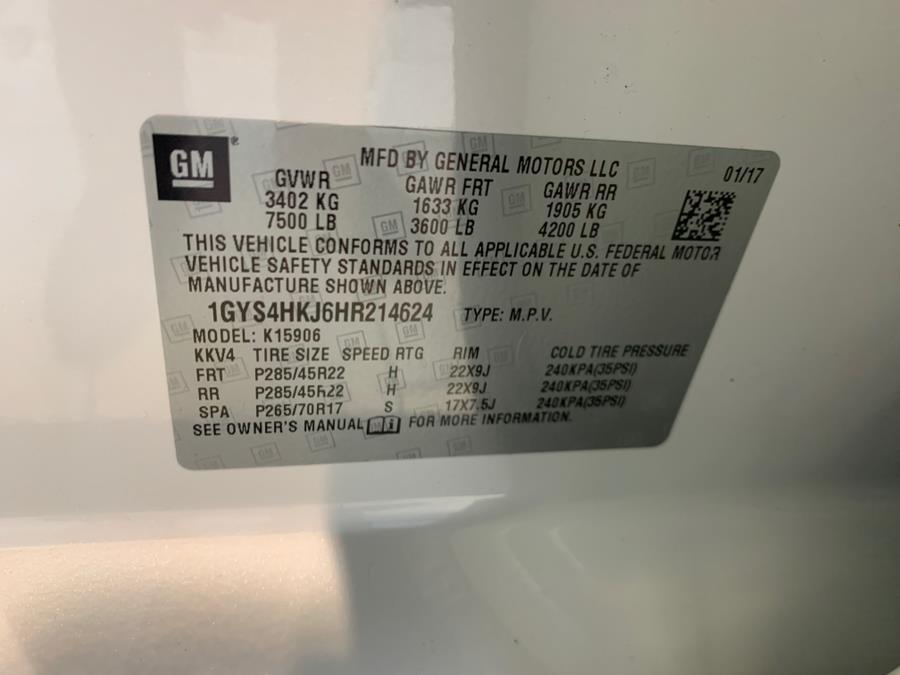 GM®
MFD BY GENERAL MOTORS LLC 01/17
GVWR GAWR FRT GAWR RR
3402 KG 1633 KG 1905 KG
7500 LB 3600 LB 4200 LB
THIS VEHICLE CONFORMS TO ALL APPLICABLE U.S. FEDERAL MOTOR
VEHICLE SAFETY STANDARDS IN EFFECT ON THE DATE OF
MANUFACTURE SHOWN ABOVE.
1GYS4HKJ6HR214624 TYPE: M.P.V.
MODEL: K15906
KKV4 TIRE SIZE SPEED RTG RIM COLD TIRE PRESSURE
FRT P285/45R22 H 22X9J 240KPA(35PSI)
RR P285/45R22 H 22X9J 240KPA(35PSI)
SPA P265/70R17 S 17X7.5J 240KPA(35PSI)
SEE OWNER'S MANUAL i FOR MORE INFORMATION.